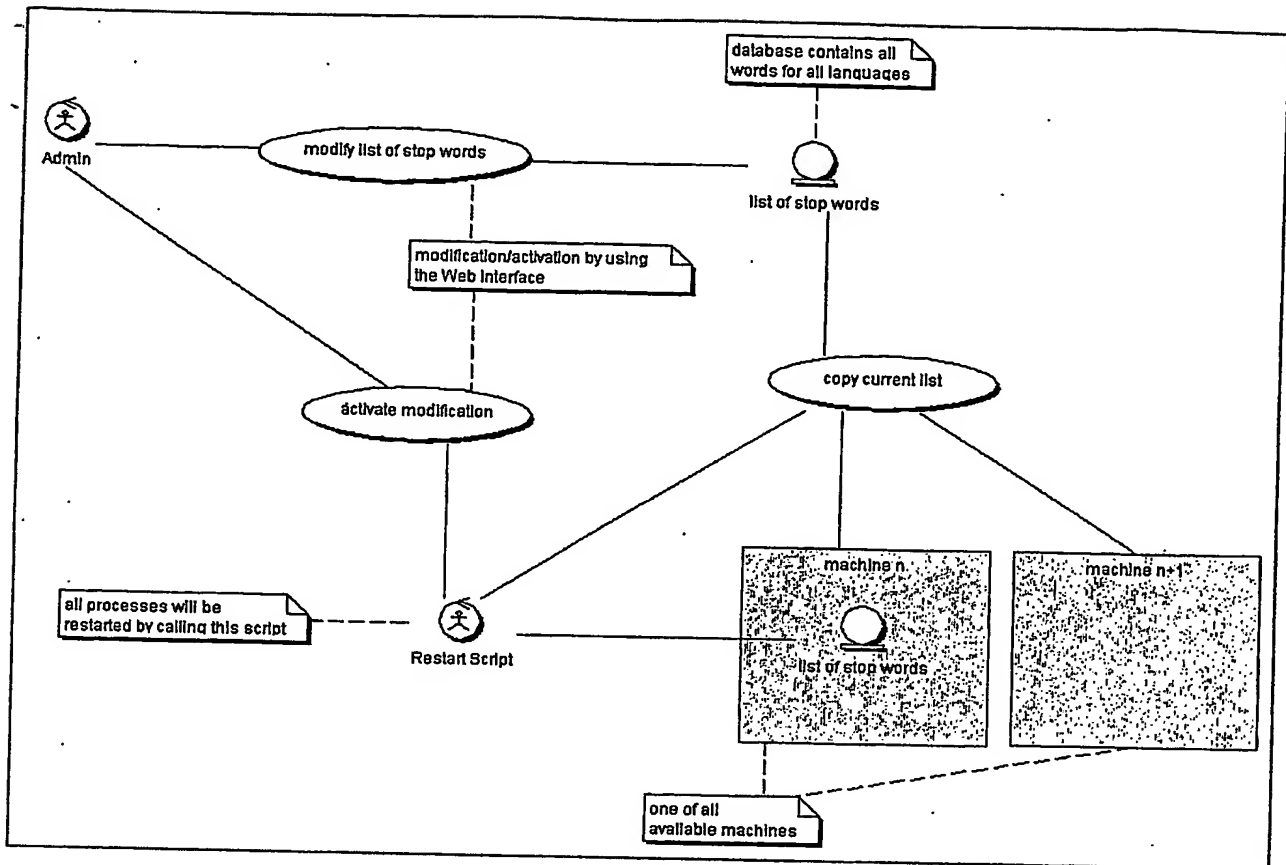 database contains all
words for all languages
Admin
modify list of stop words
list of stop words
modification/activation by using
the Web Interface
copy current list
activate modification
machine n
machine n+1
all processes will be
restarted by calling this script
Restart Script
list of stop words
one of all
available machines